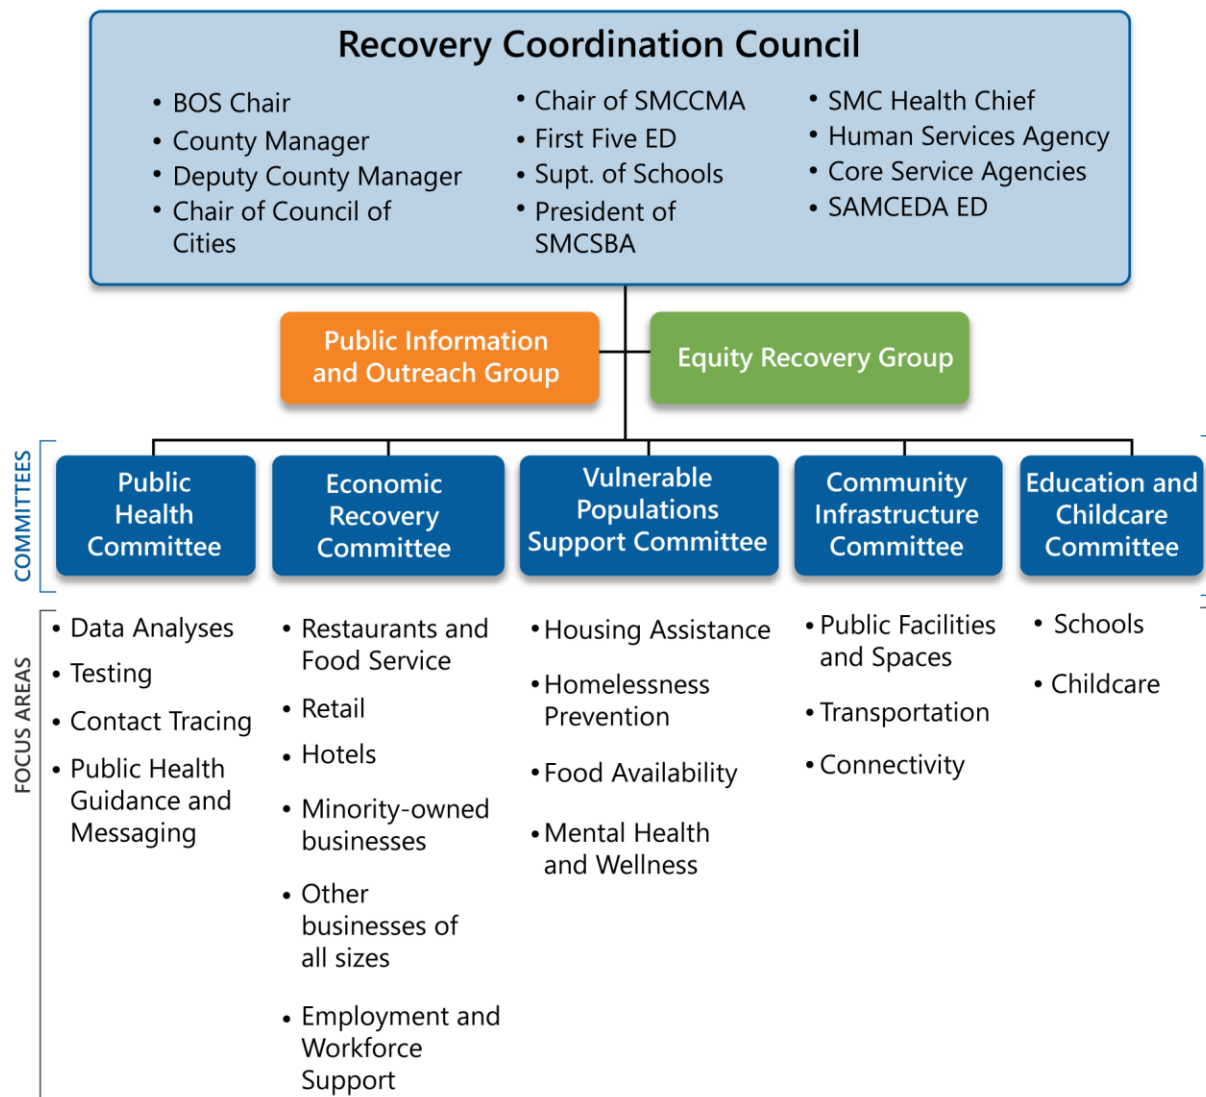 Recovery Coordination Council
• BOS Chair
• County Manager
• Deputy County Manager
• Chair of Council of
Cities
• Chair of SMCCMA
• First Five ED
• Supt. of Schools
• President of
SMCSBA
• SMC Health Chief
• Human Services Agency
• Core Service Agencies
• SAMCEDA ED
Public Information
and Outreach Group
Equity Recovery Group
COMMITTEES
Public
Health
Committee
Economic
Recovery
Committee
Vulnerable
Populations
Support Committee
Community
Infrastructure
Committee
Education and
Childcare
Committee
FOCUS AREAS
• Data Analyses
• Testing
• Contact Tracing
• Public Health
Guidance and
Messaging
• Restaurants and
Food Service
• Retail
• Hotels
• Minority-owned
businesses
• Other
businesses of
all sizes
• Employment and
Workforce
Support
• Housing Assistance
• Homelessness
Prevention
• Food Availability
• Mental Health
and Wellness
• Public Facilities
and Spaces
• Transportation
• Connectivity
• Schools
• Childcare